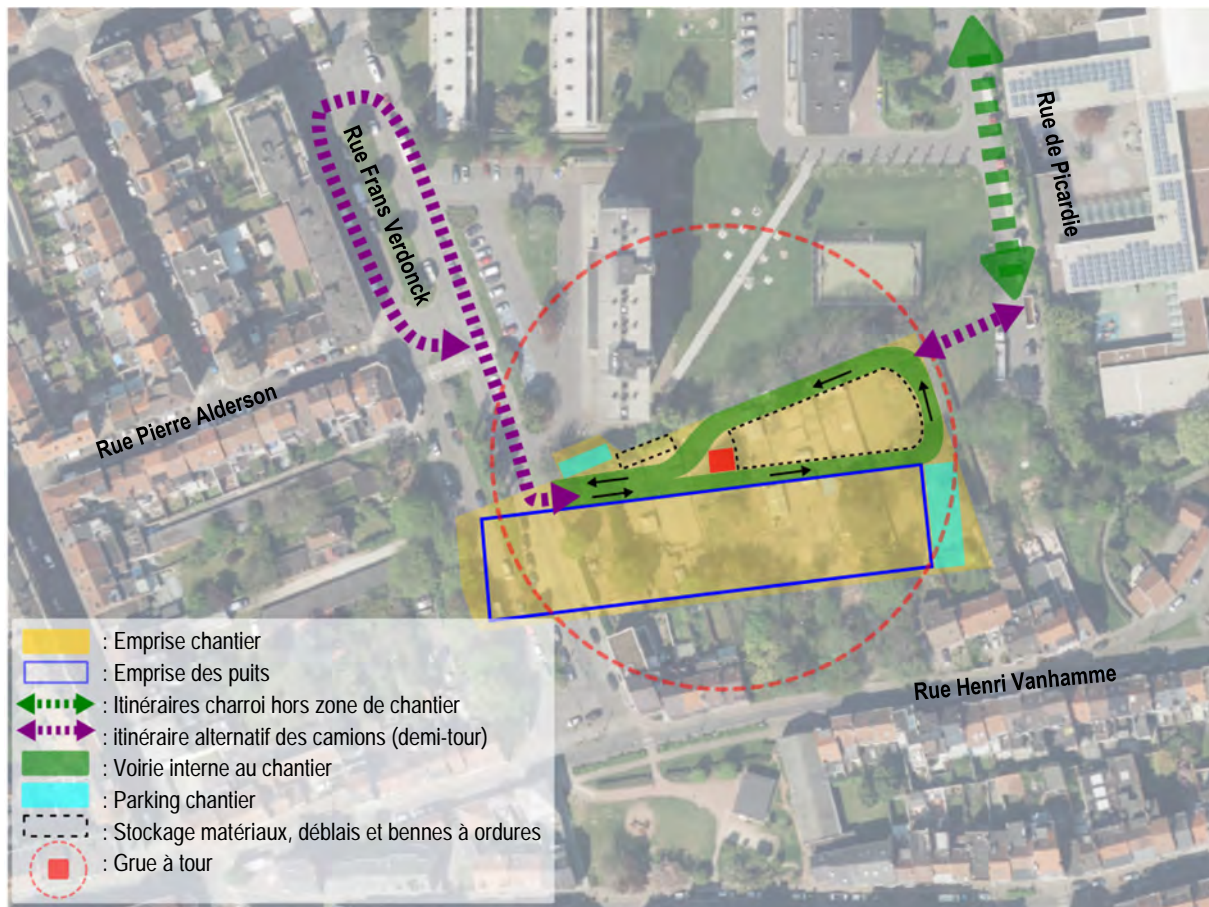 Rue Frans Verdonck
Rue de Picardie
Rue Pierre Alderson
Rue Henri Vanhamme
: Emprise chantier
: Emprise des puits
: Itinéraires charroi hors zone de chantier
: itinéraire alternatif des camions (demi-tour)
: Voirie interne au chantier
: Parking chantier
: Stockage matériaux, déblais et bennes à ordures
: Grue à tour